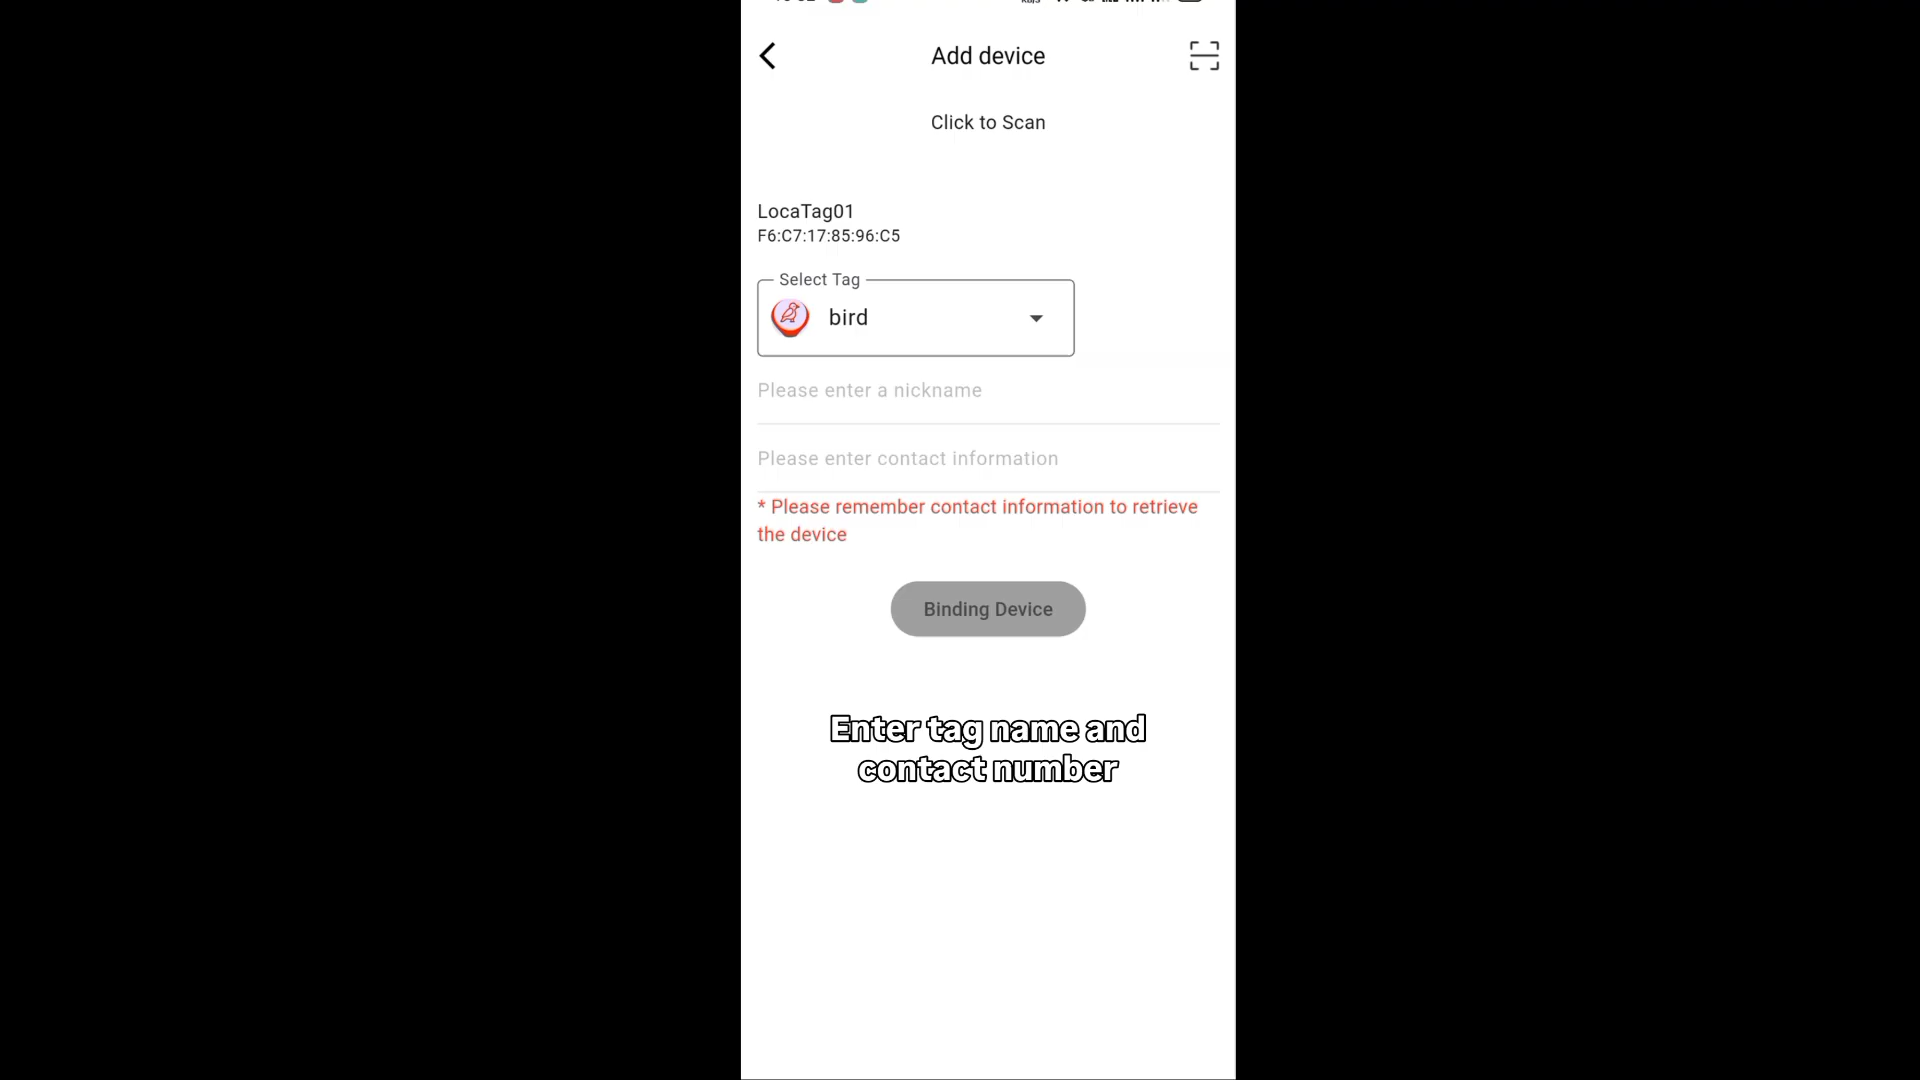 Add device
Click to Scan
LocaTag01
F6:C7:17:85:96:C5
Select Tag
bird
Please enter a nickname
Please enter contact information
* Please remember contact information to retrieve
the device
Binding Device
Enter tag name and
contact number